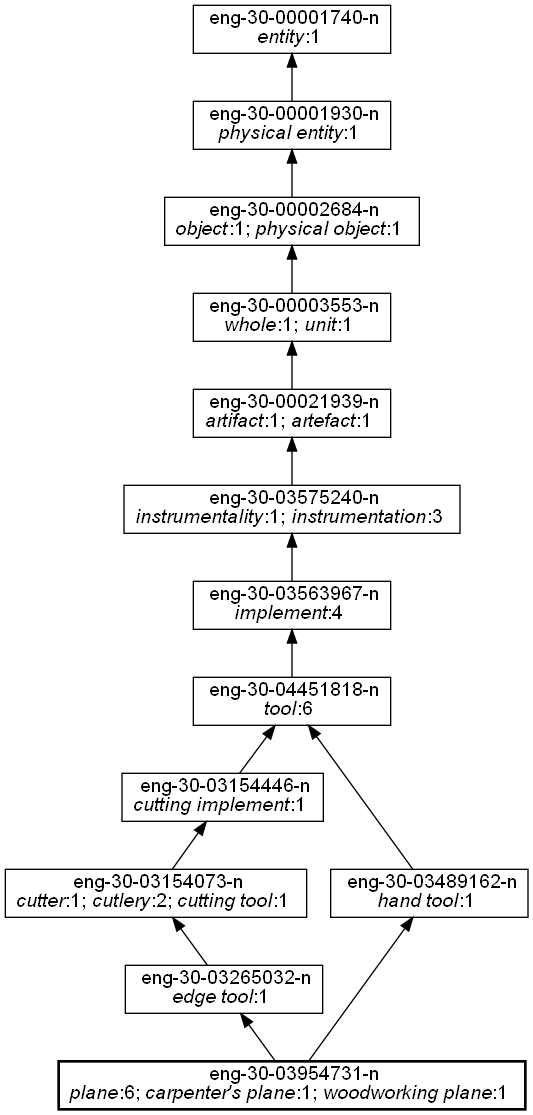 eng-30-00001740-n
entity:1
eng-30-00001930-n
physical entity:1
eng-30-00002684-n
object:1; physical object:1
eng-30-00003553-n
whole:1; unit:1
eng-30-00021939-n
artifact:1; artefact:1
eng-30-03575240-n
instrumentality:1; instrumentation:3
eng-30-03563967-n
implement:4
eng-30-04451818-n
tool:6
eng-30-03154446-n
cutting implement:1
eng-30-03154073-n
cutter:1; cutlery:2; cutting tool:1
eng-30-03489162-n
hand tool:1
eng-30-03265032-n
edge tool:1
eng-30-03954731-n
plane:6; carpenter's plane:1; woodworking plane:1